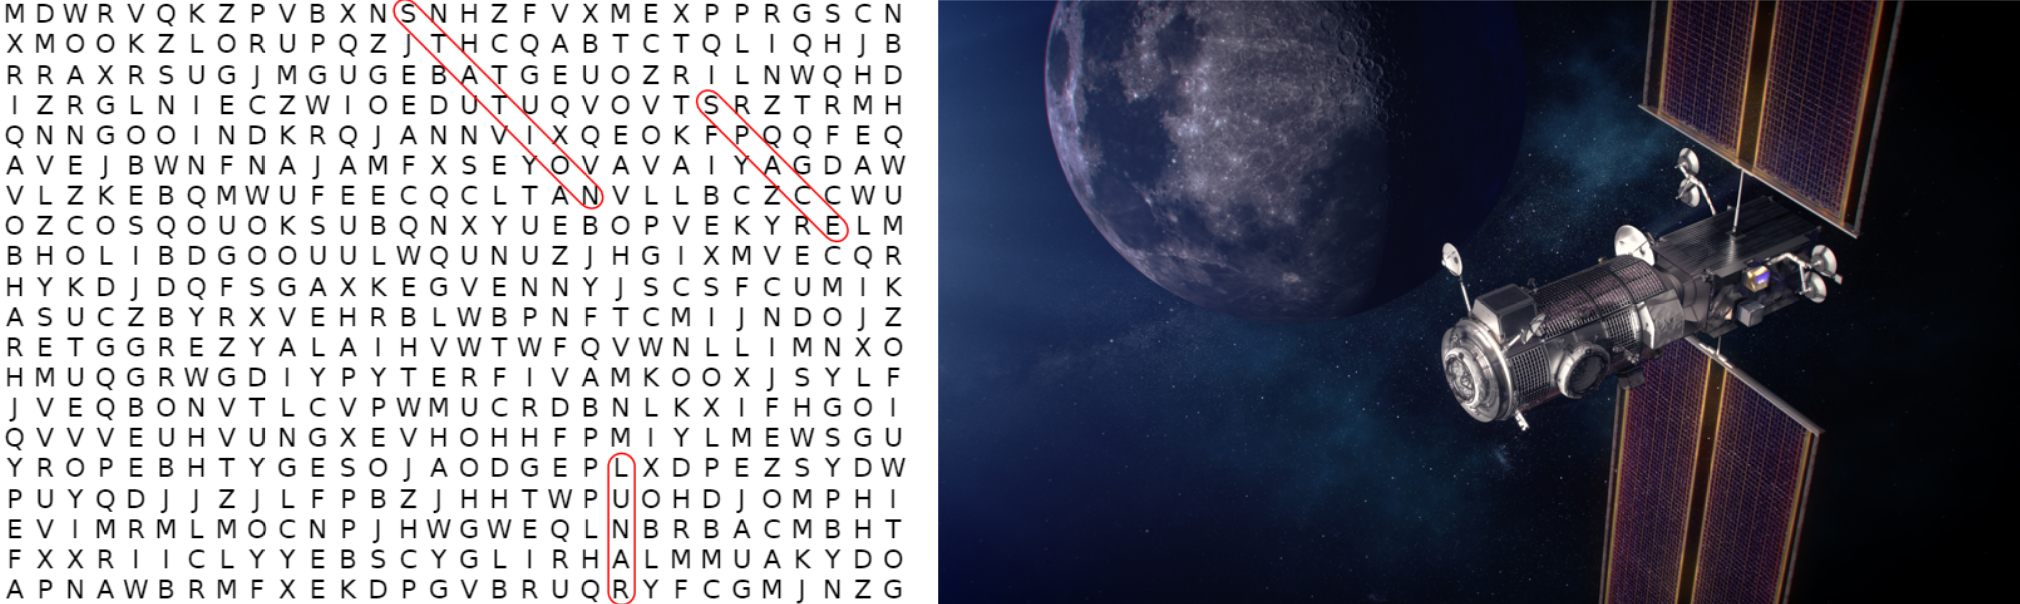 M D W R V Q K Z P V B X N S N H Z F V X M E X P P R G S C N
X M O O K Z L O R U P Q Z J T H C Q A B T C T Q L I Q H J B
R R A X R S U G J M G U G E B A T G E U O Z R I L N W Q H D
I Z R G L N I E C Z W I O E D U T U Q V O V T S R Z T R M H
Q N N G O O I N D K R Q J A N N V I X Q E O K F P Q Q F E Q
A V E J B W N F N A J A M F X S E Y O V A V A I Y A G D A W
V L Z K E B Q M W U F E E C Q C L T A N V L L B C Z C C W U
O Z C O S Q O U O K S U B Q N X Y U E B O P V E K Y R E L M
B H O L I B D G O O U U L W Q U N U Z J H G I X M V E C Q R
H Y K D J D Q F S G A X K E G V E N N Y J S C S F C U M I K
A S U C Z B Y R X V E H R B L W B P N F T C M I J N D O J Z
R E T G G R E Z Y A L A I H V W T W F Q V W N L L I M N X O
H M U Q G R W G D I Y P Y T E R F I V A M K O O X J S Y L F
J V E Q B O N V T L C V P W M U C R D B N L K X I F H G O I
Q V V V E U H V U N G X E V H O H H F P M I Y L M E W S G U
Y R O P E B H T Y G E S O J A O D G E P L X D P E Z S Y D W
P U Y Q D J J Z J L F P B Z J H H T W P U O H D J O M P H I
E V I M R M L M O C N P J H W G W E Q L N B R B A C M B H T
F X X R I I C L Y Y E B S C Y G L I R H A L M M U A K Y D O
A P N A W B R M F X E K D P G V B R U Q R Y F C G M J N Z G